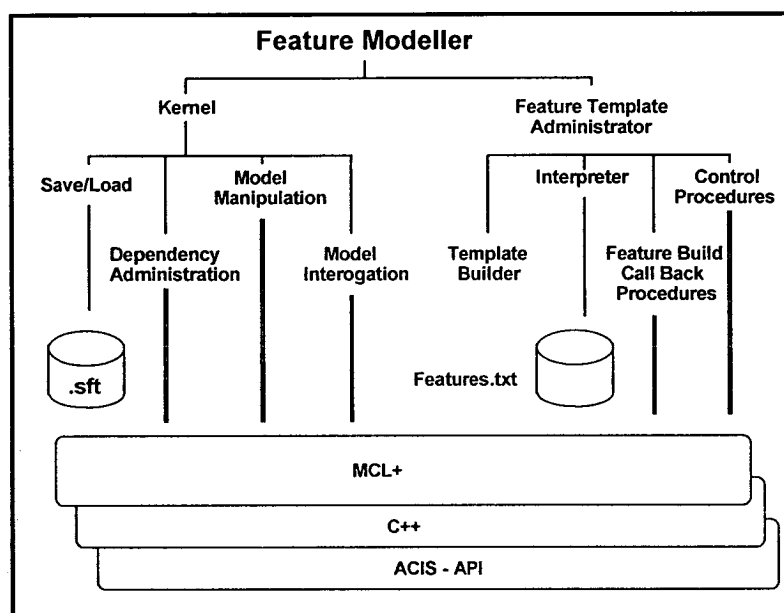 Feature Modeller
Kernel
Feature Template
Administrator
Save/Load
Model
Manipulation
Interpreter
Control
Procedures
Dependency
Administration
Model
Interogation
Template
Builder
Feature Build
Call Back
Procedures
.sft
Features.txt
MCL+
C++
ACIS - API